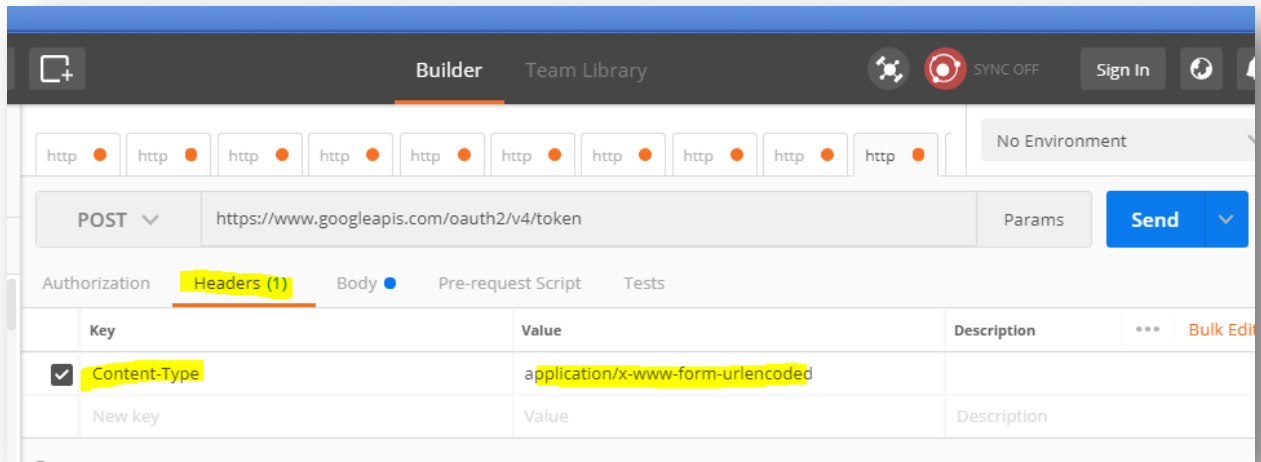 Builder Team Library SYNC OFF Sign In
http http http http http http http http http http No Environment
POST https://www.googleapis.com/oauth2/v4/token Params Send
Authorization Headers (1) Body Pre-request Script Tests
Key Value Description Bulk Edit
Content-Type application/x-www-form-urlencoded
New key Value Description